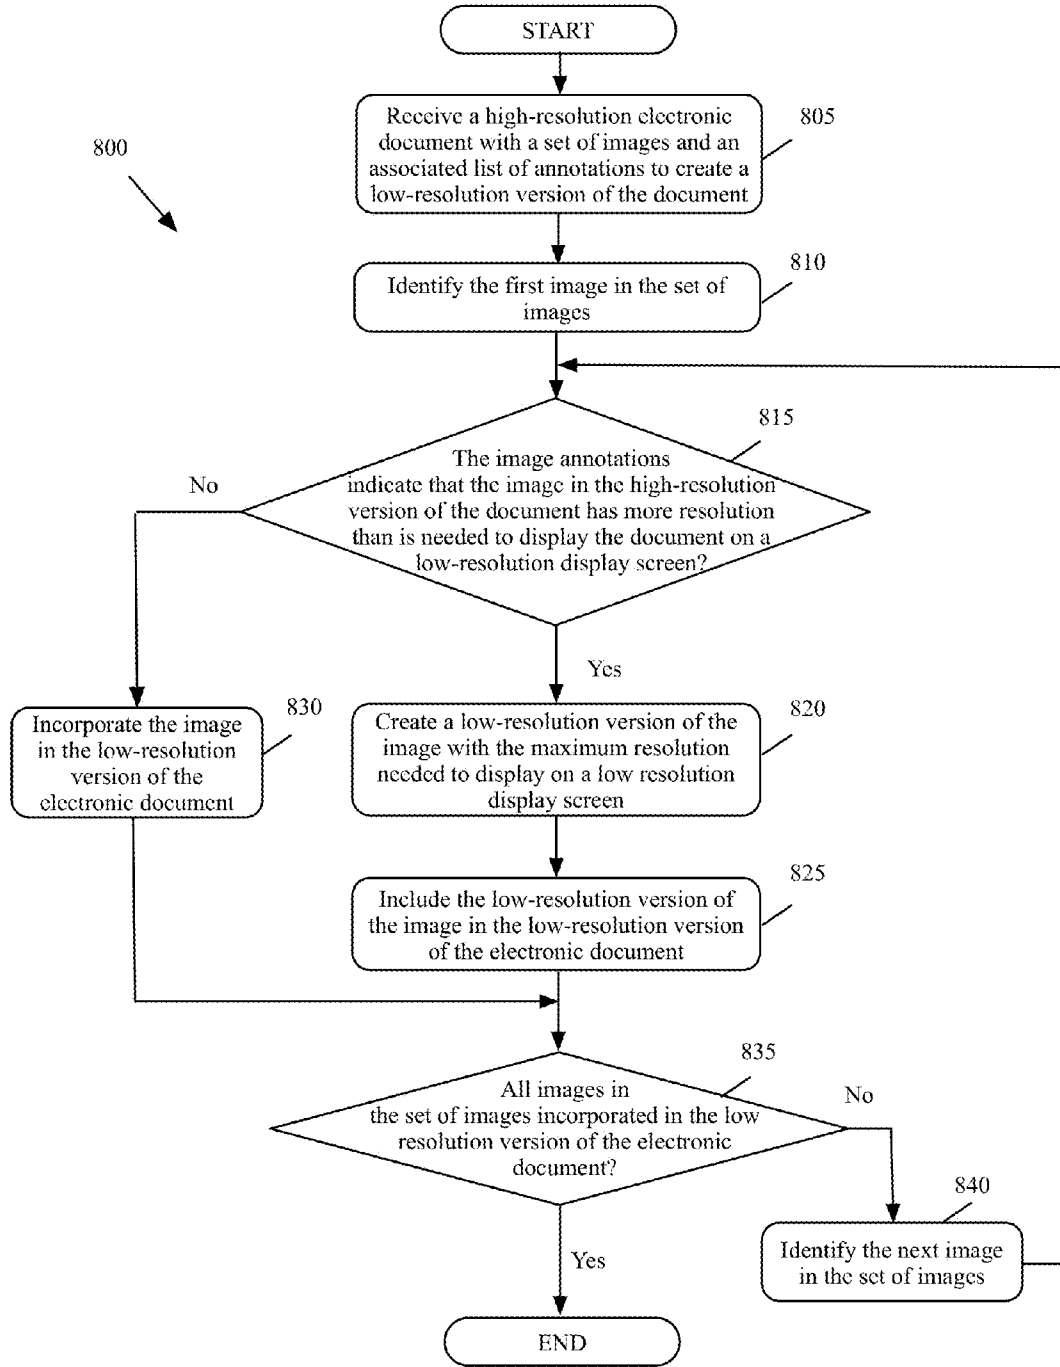 START
Receive a high-resolution electronic
document with a set of images and an
associated list of annotations to create a
low-resolution version of the document
805
800
810
Identify the first image in the set of
images
815
The image annotations
indicate that the image in the high-resolution
version of the document has more resolution
than is needed to display the document on a
low-resolution display screen?
No
Yes
830
Incorporate the image
in the low-resolution
version of the
electronic document
820
Create a low-resolution version of the
image with the maximum resolution
needed to display on a low resolution
display screen
825
Include the low-resolution version of
the image in the low-resolution version
of the electronic document
835
All images in
the set of images incorporated in the low
resolution version of the electronic
document?
No
840
Identify the next image
in the set of images
Yes
END